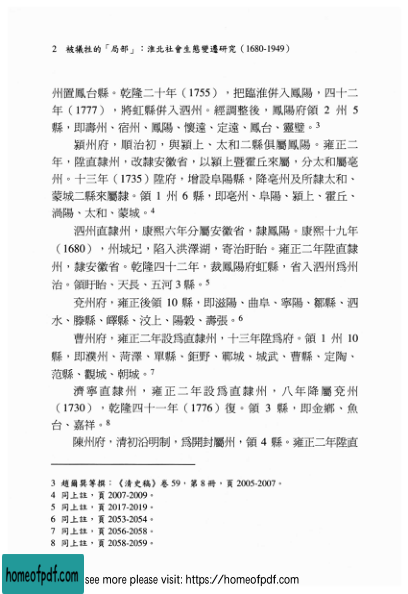 2　被犧牲的「局部」：淮北社會生態變遷研究（1680-1949）
州置鳳台縣。乾隆二十年（1755），把臨淮併入鳳陽，四十二
年（1777），將虹縣併入泗州。經調整後，鳳陽府領 2 州 5
縣，即壽州、宿州、鳳陽、懷遠、定遠、鳳台、靈璧。3
潁州府，順治初，與潁上、太和二縣俱屬鳳陽。雍正二
年，陞直隸州，改隸安徽省，以潁上暨霍丘來屬，分太和屬亳
州。十三年（1735）陞府，增設阜陽縣，降亳州及所隸太和、
蒙城二縣來屬隸。領 1 州 6 縣，即亳州、阜陽、潁上、霍丘、
渦陽、太和、蒙城。4
泗州直隸州，康熙六年分屬安徽省，隸鳳陽。康熙十九年
（1680），州城圮，陷入洪澤湖，寄治盱眙。雍正二年陞直隸
州，隸安徽省。乾隆四十二年，裁鳳陽府虹縣，省入泗州爲州
治。領盱眙、天長、五河 3 縣。5
兗州府，雍正後領 10 縣，即滋陽、曲阜、寧陽、鄒縣、泗
水、滕縣、嶧縣、汶上、陽穀、壽張。6
曹州府，雍正二年設爲直隸州，十三年陞爲府。領 1 州 10
縣，即濮州、菏澤、單縣、鉅野、鄆城、城武、曹縣、定陶、
范縣、觀城、朝城。7
濟寧直隸州，雍正二年設爲直隸州，八年降屬兗州
（1730），乾隆四十一年（1776）復。領 3 縣，即金鄉、魚
台、嘉祥。8
陳州府，清初沿明制，爲開封屬州，領 4 縣。雍正二年陞直
3　趙爾巽等撰：《清史稿》卷 59，第 8 冊，頁 2005-2007。
4　同上註，頁 2007-2009。
5　同上註，頁 2017-2019。
6　同上註，頁 2053-2054。
7　同上註，頁 2056-2058。
8　同上註，頁 2058-2059。
homeofpdf.com see more please visit: https://homeofpdf.com